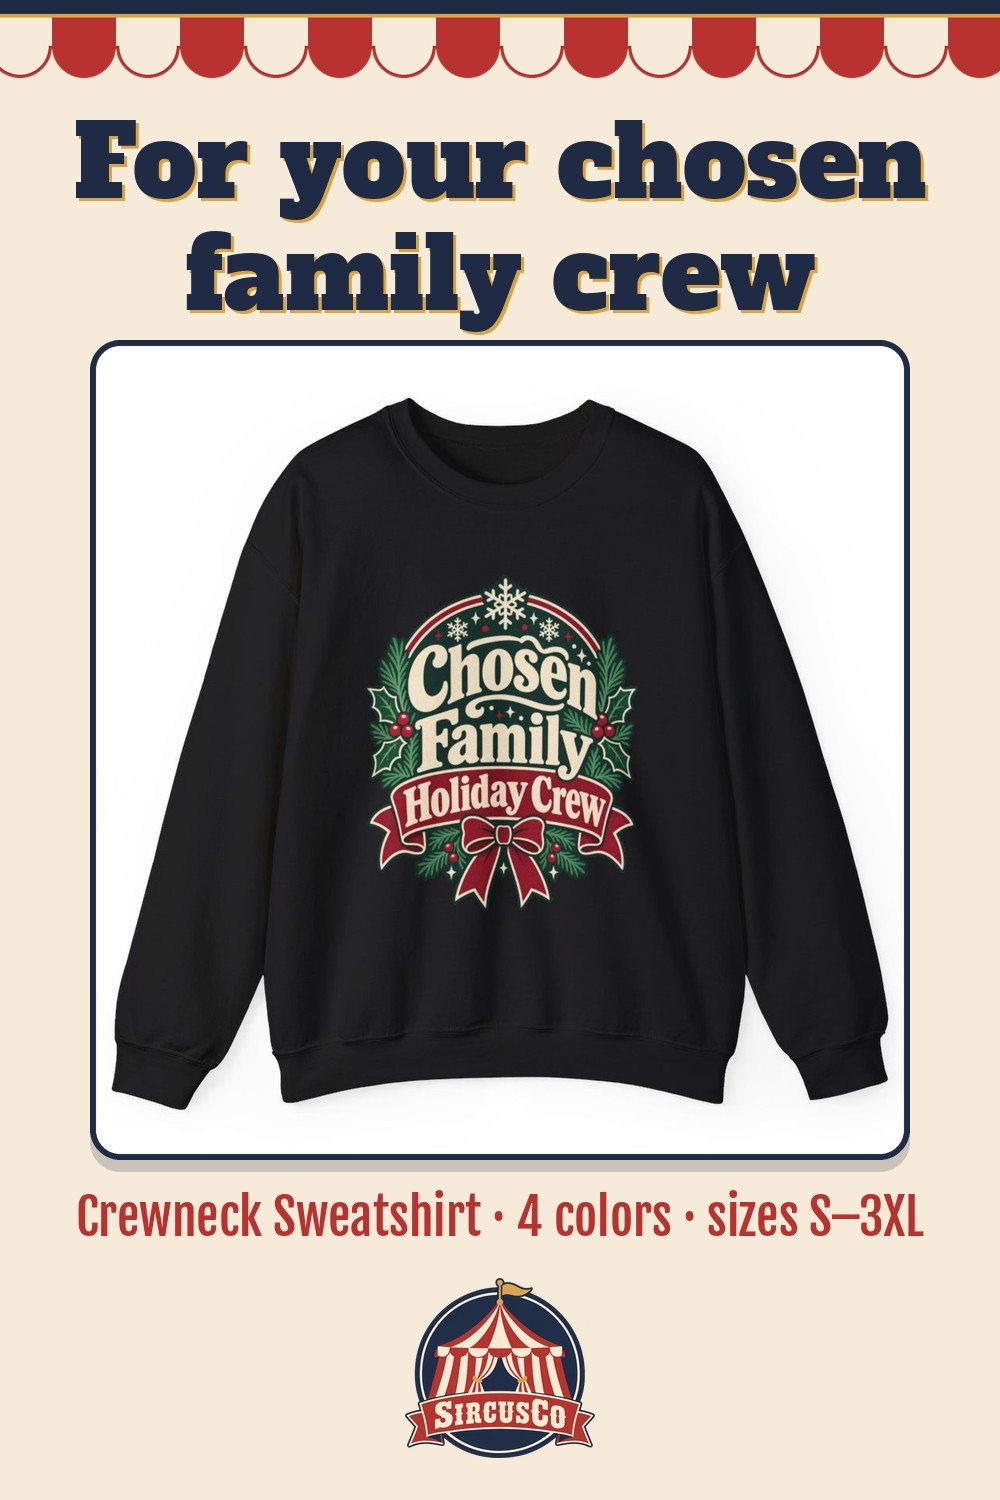 For your chosen
family crew
Chosen
Family
Holiday Crew
Crewneck Sweatshirt · 4 colors · sizes S–3XL
SIRCUSCO